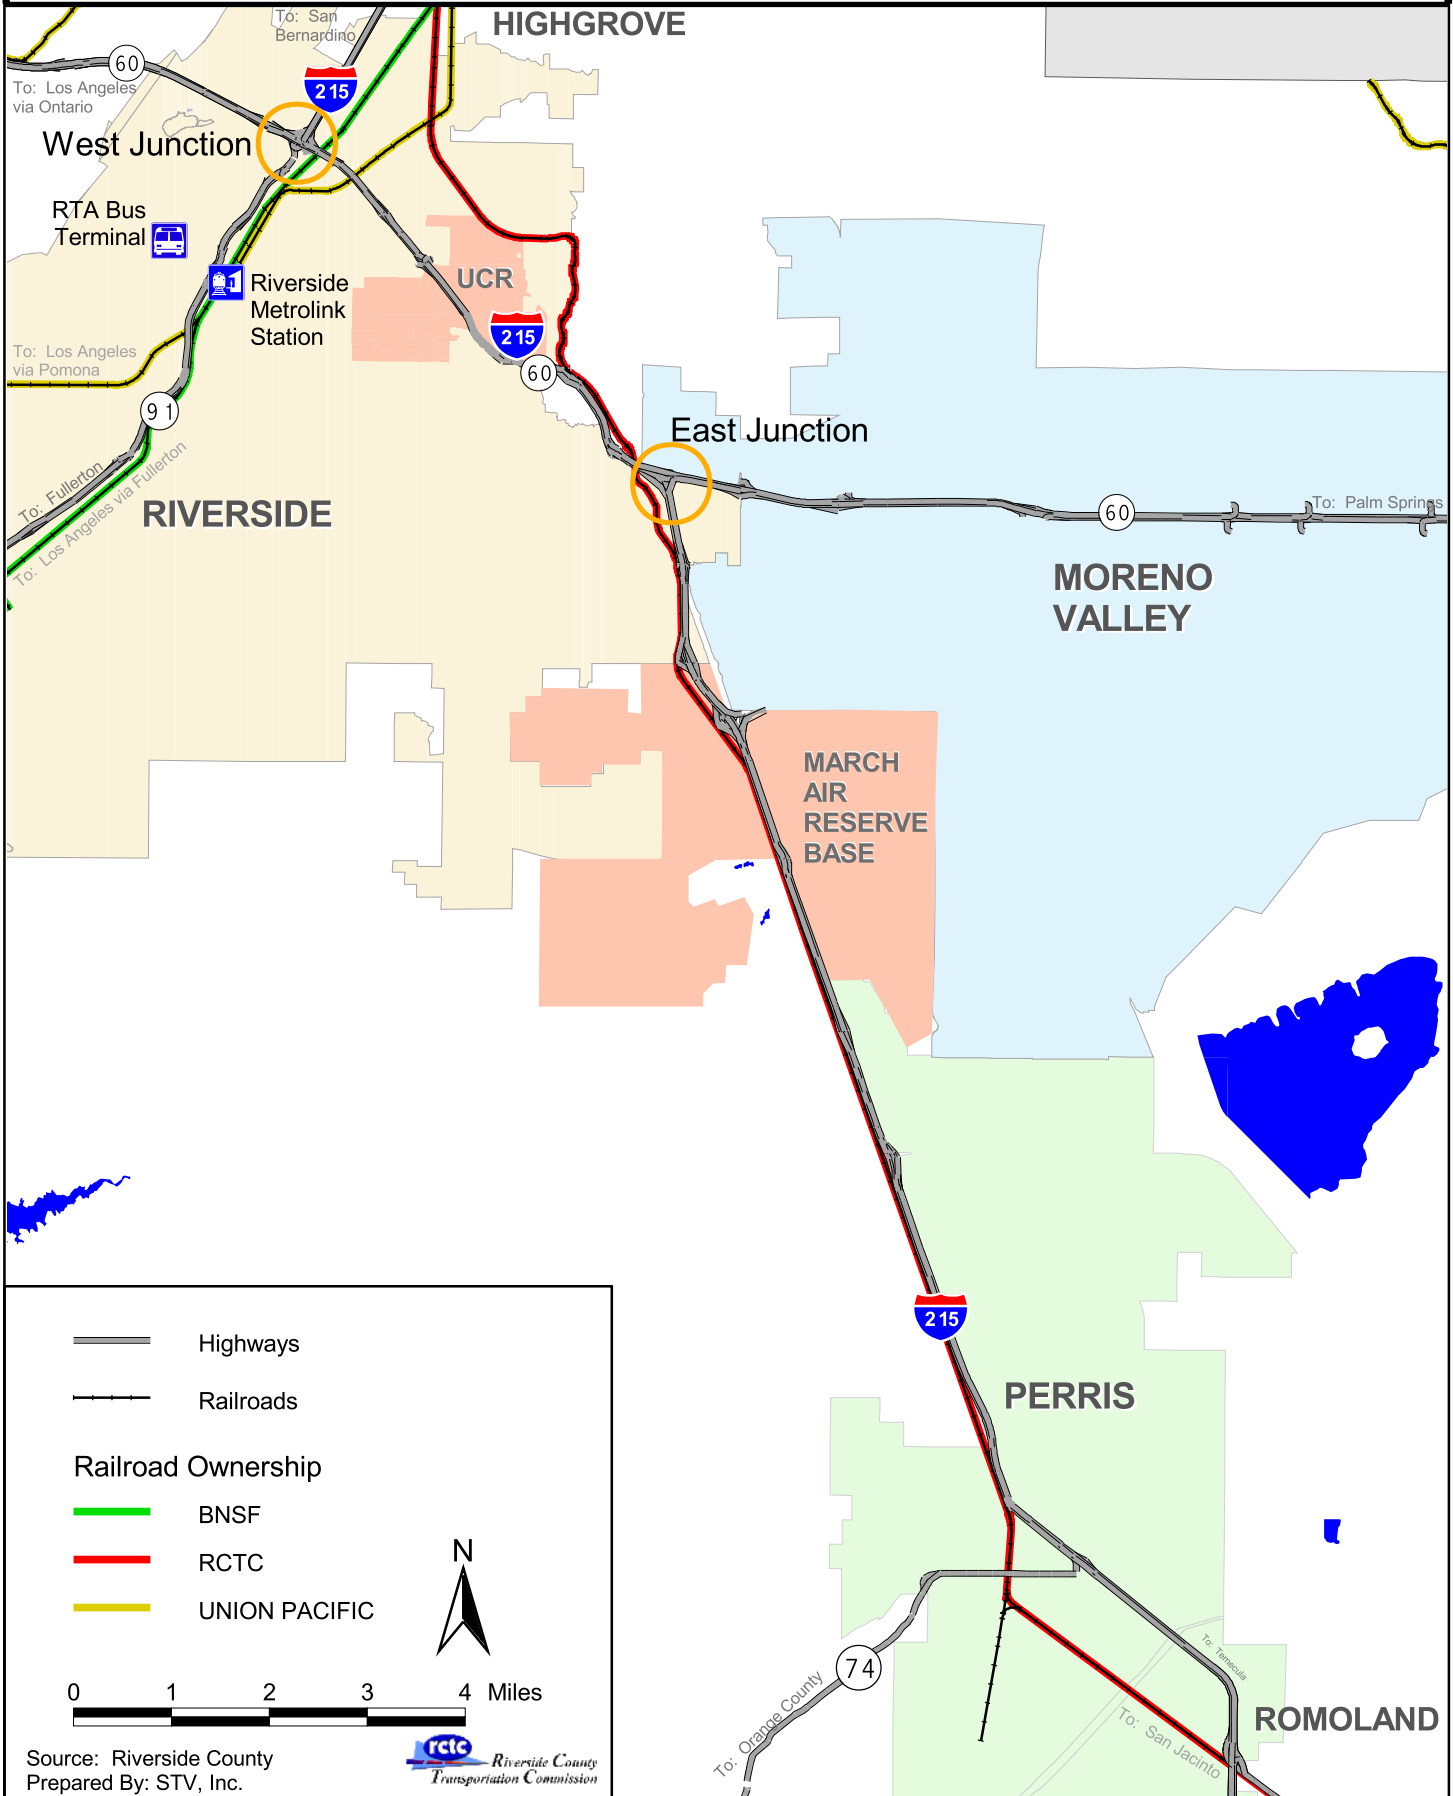 To: San
Bernardino
HIGHGROVE
60
To: Los Angeles
via Ontario
215
West Junction
RTA Bus
Terminal
UCR
Riverside
Metrolink
Station
215
To: Los Angeles
via Pomona
60
91
East Junction
To: Fullerton
To: Los Angeles via Fullerton
RIVERSIDE
60
To: Palm Springs
MORENO
VALLEY
MARCH
AIR
RESERVE
BASE
215
PERRIS
Highways
Railroads
Railroad Ownership
BNSF
RCTC
UNION PACIFIC
N
0 1 2 3 4 Miles
Source: Riverside County
Prepared By: STV, Inc.
rctc
Riverside County
Transportation Commission
74
To: Orange County
To: Temecula
To: San Jacinto
ROMOLAND